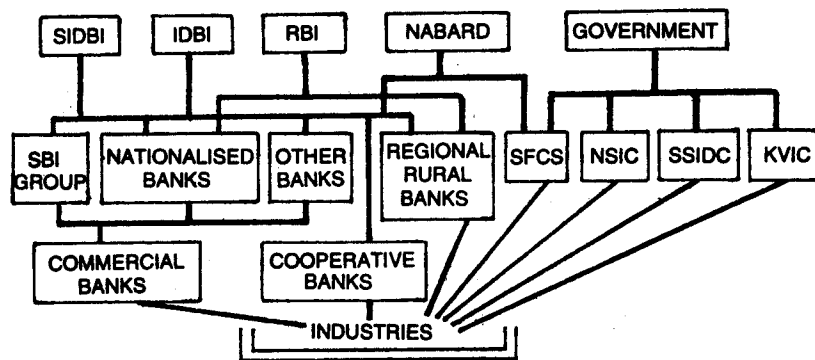 SIDBI
IDBI
RBI
NABARD
GOVERNMENT
SBI
GROUP
NATIONALISED
BANKS
OTHER
BANKS
REGIONAL
RURAL
BANKS
SFCS
NSIC
SSIDC
KVIC
COMMERCIAL
BANKS
COOPERATIVE
BANKS
INDUSTRIES